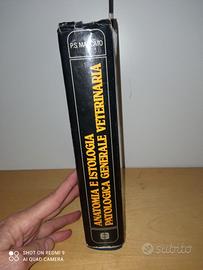 P.S. MARCATO
ANATOMIA E ISTOLOGIA
PATOLOGICA GENERALE VETERINARIA
SHOT ON REDMI 9
AI QUAD CAMERA
subito